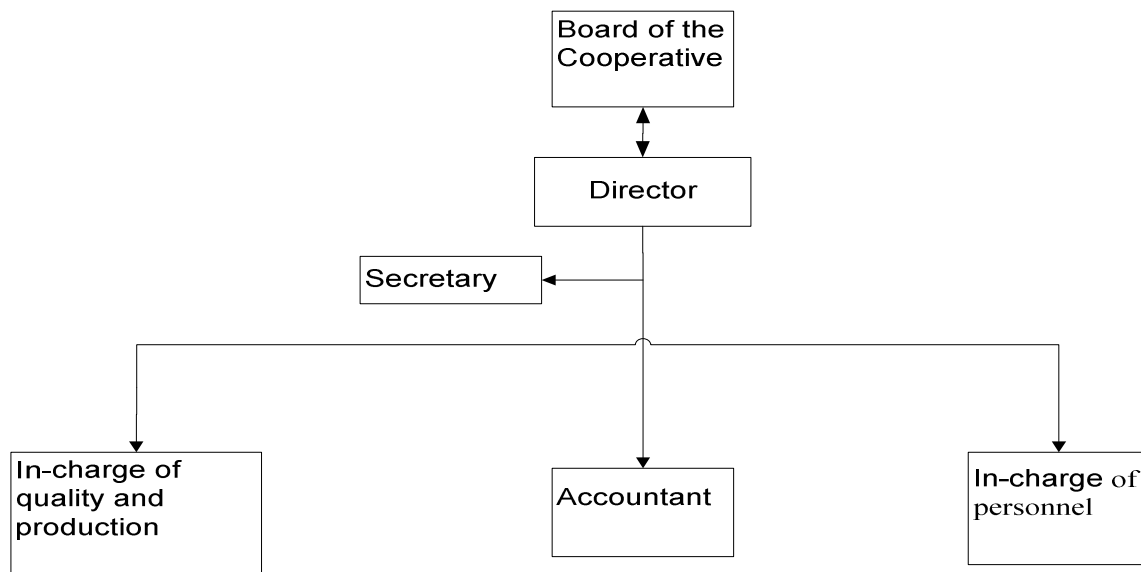 Board of the
Cooperative
Director
Secretary
In-charge of
quality and
production
Accountant
In-charge of
personnel